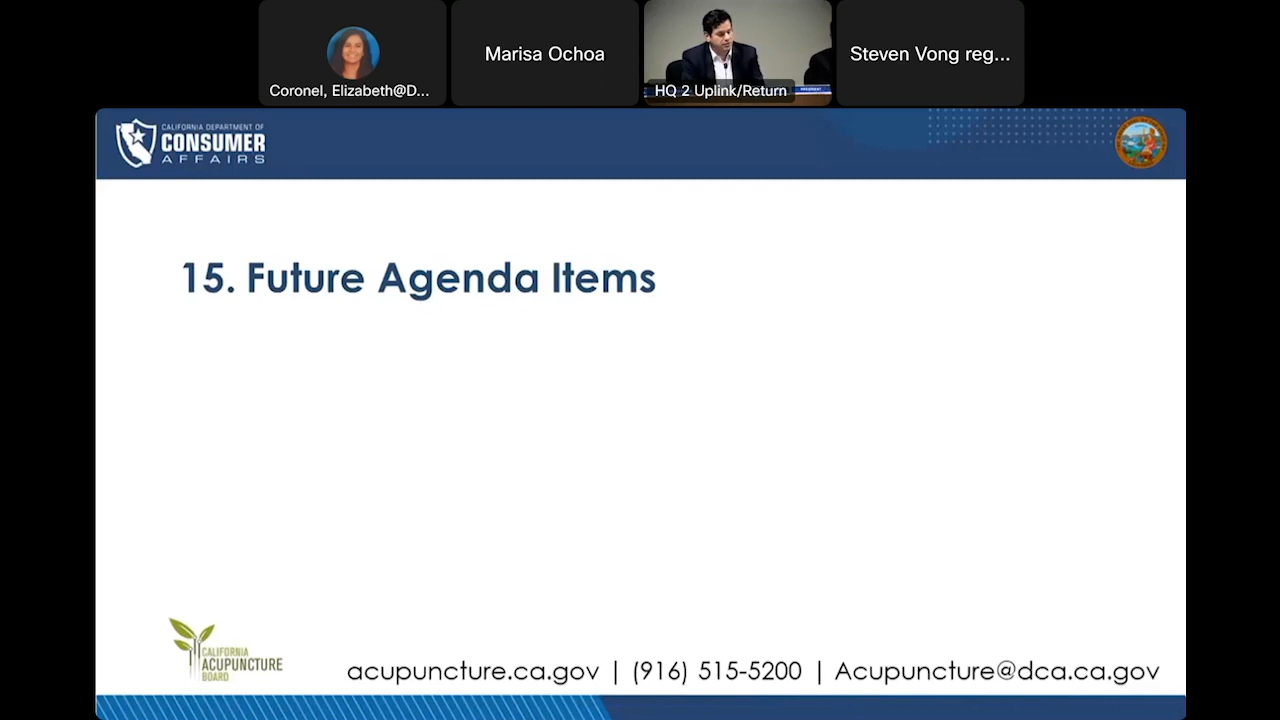 Marisa Ochoa
Steven Vong reg...
Coronel, Elizabeth@D...
HQ 2 Uplink/Return
PRESIDENT
CALIFORNIA DEPARTMENT OF
CONSUMER
AFFAIRS
15. Future Agenda Items
CALIFORNIA
ACUPUNCTURE
BOARD
acupuncture.ca.gov | (916) 515-5200 | Acupuncture@dca.ca.gov